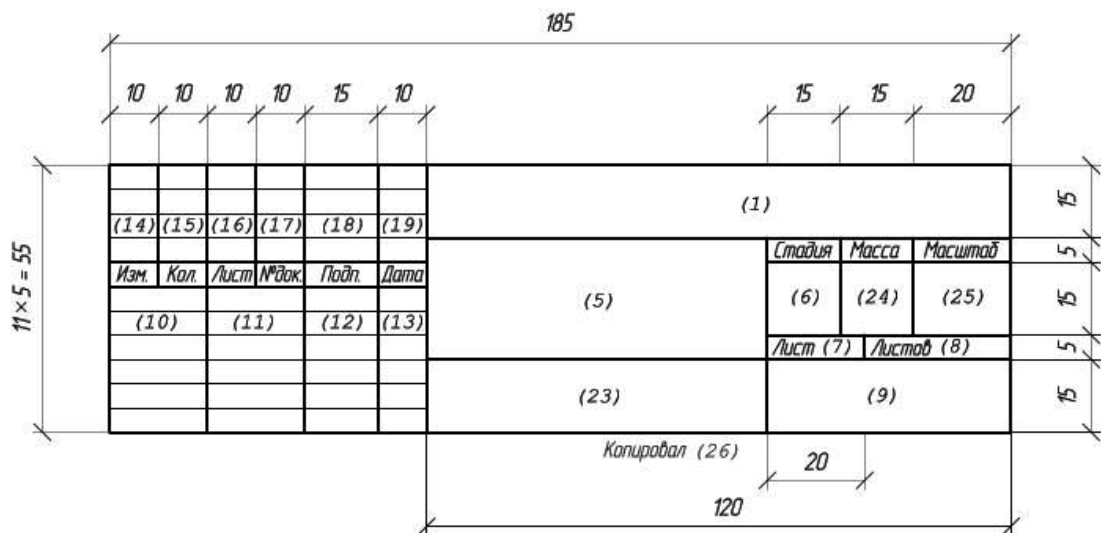 185
10 10 10 10 15 10 15 15 20
(1)
15
(14) (15) (16) (17) (18) (19)
Стадия Масса Масштаб
5
Изм. Кол. Лист №док. Подп. Дата
11 × 5 = 55
(5)
(6) (24) (25)
15
(10) (11) (12) (13)
Лист (7) Листов (8)
5
(23) (9)
15
Копировал (26)
20
120